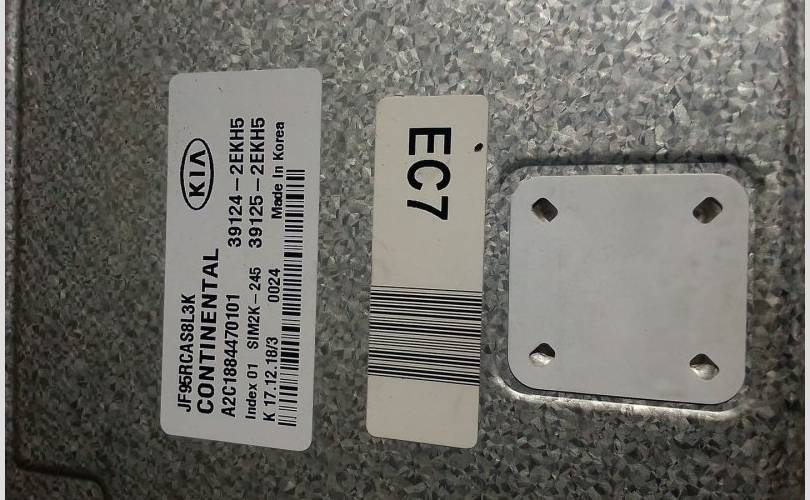 KIA
JF95RCAS8L3K
CONTINENTAL
A2C1884470101 39124-2EKH5
Index 01 SIM2K-245 39125-2EKH5
K 17.12.18/3 0024 Made In Korea
EC7